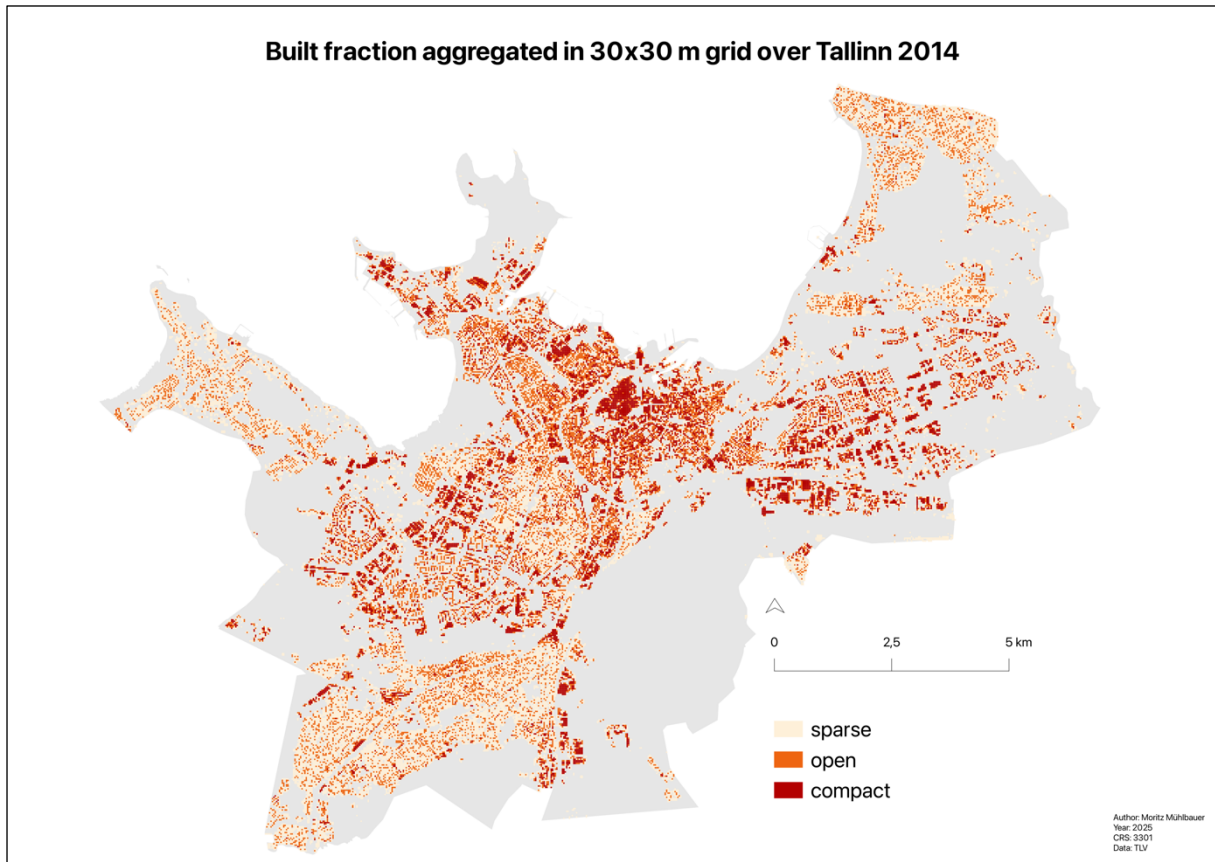 Built fraction aggregated in 30x30 m grid over Tallinn 2014
0 2,5 5 km
sparse
open
compact
Author: Moritz Mühlbauer
Year: 2025
CRS: 3301
Data: TLV